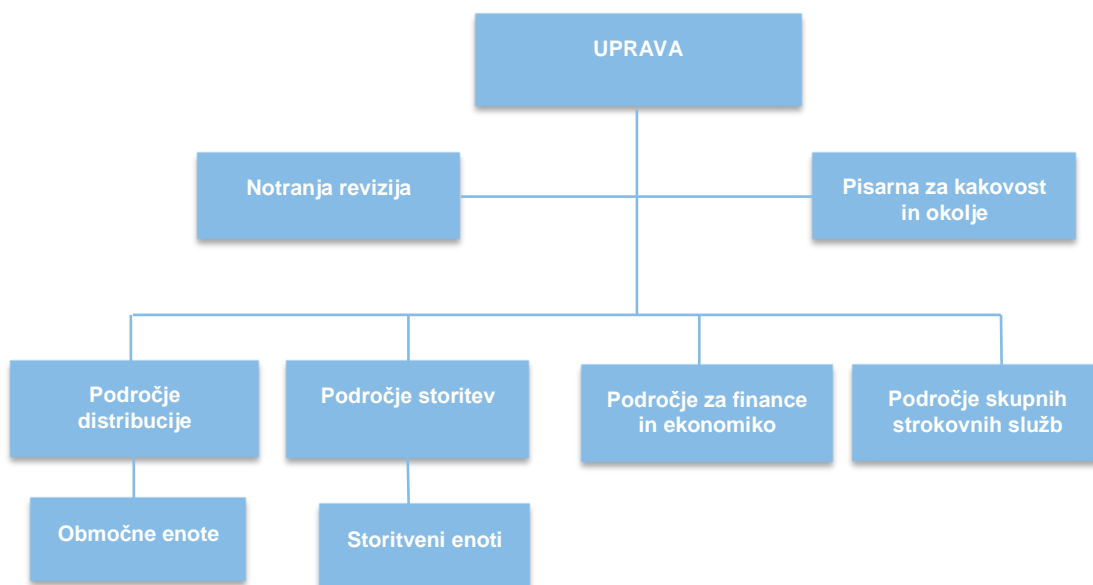 UPRAVA
Notranja revizija
Pisarna za kakovost
in okolje
Področje
distribucije
Področje storitev
Področje za finance
in ekonomiko
Področje skupnih
strokovnih služb
Območne enote
Storitveni enoti